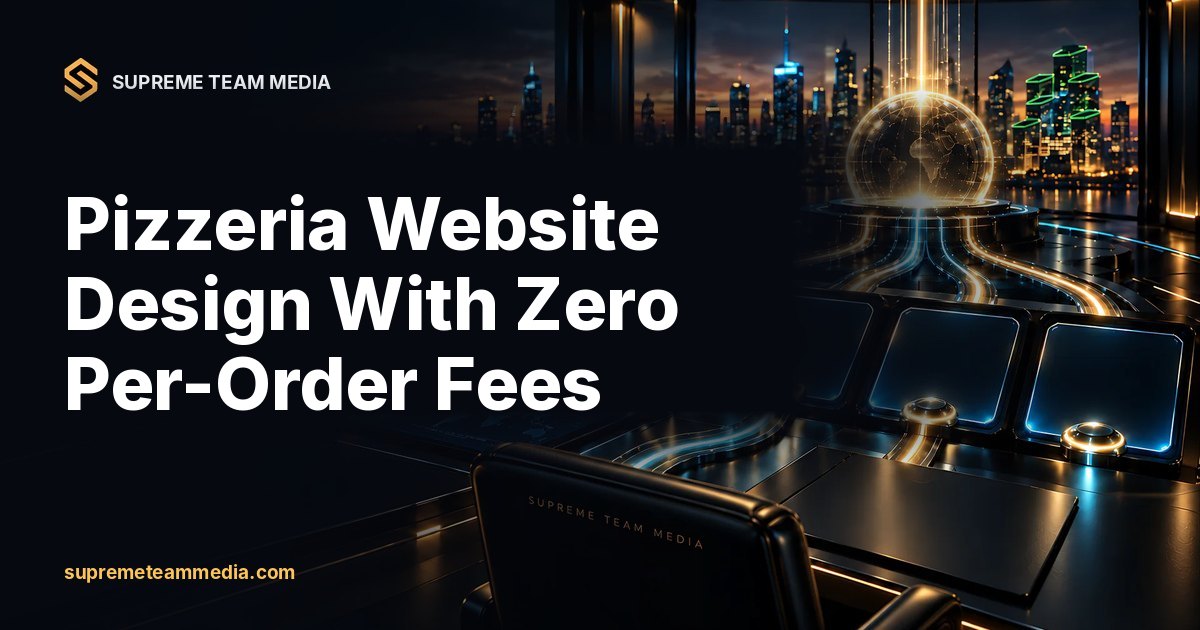 SUPREME TEAM MEDIA
Pizzeria Website
Design With Zero
Per-Order Fees
SUPREME TEAM MEDIA
supremeteammedia.com